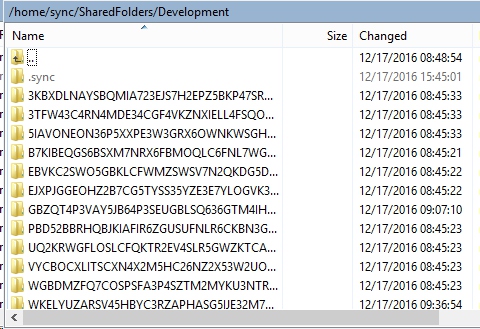 /home/sync/SharedFolders/Development
Name Size Changed
.. 12/17/2016 08:48:54
.sync 12/17/2016 15:45:01
3KBXDLNAYSBQMIA723EJS7H2EPZ5BKP47SR... 12/17/2016 08:45:33
3TFW43C4RN4MDE34CGF4VKZNXIELL4FSQO... 12/17/2016 08:45:33
5IAVONEON36P5XXPE3W3GRX6OWNKWSGH... 12/17/2016 08:45:33
B7KIBEQGS6BSXM7NRX6FBMOQLC6FNL7WG... 12/17/2016 08:45:21
EBVKC2SWO5GBKLCFWMZSWSV7N2QKDG5D... 12/17/2016 08:45:22
EJXPJGGEOHZ2B7CG5TYSS35YZE3E7YLOGVK3... 12/17/2016 08:45:22
GBZQT4P3VAY5JB64P3SEUGBLSQ636GTM4IH... 12/17/2016 09:07:10
PBD52BBRHQBJKIAFIR6ZGUSUFNLR6CKBN3G... 12/17/2016 08:45:23
UQ2KRWGFLOSLCFQKTR2EV4SLR5GWZKTCA... 12/17/2016 08:45:23
VYCBOCXLITSCXN4X2M5HC26NZ2X53W2UO... 12/17/2016 08:45:23
WGBDMZFQ7COSPSFA3P4SZTM2MYKU3NTR... 12/17/2016 08:45:23
WKELYUZARSV45HBYC3RZAPHASG5IJE32M7... 12/17/2016 09:36:54